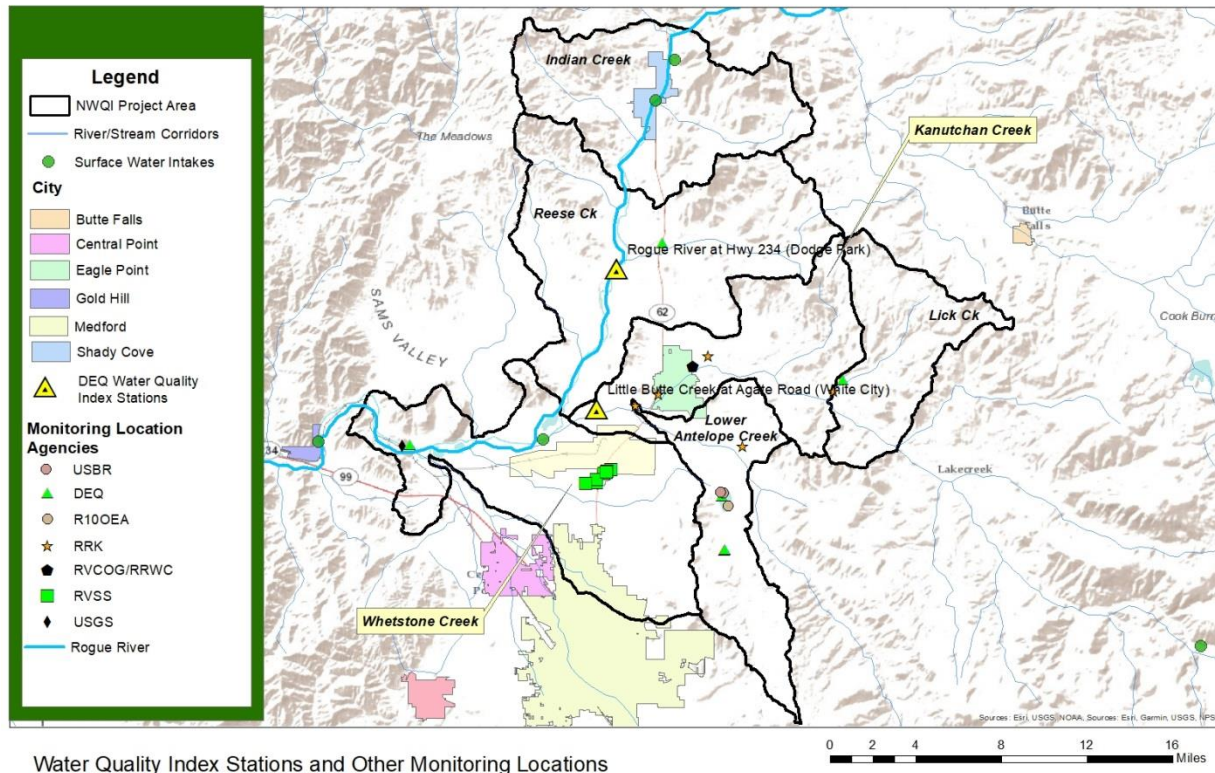 Legend
NWQI Project Area
River/Stream Corridors
Surface Water Intakes
City
Butte Falls
Central Point
Eagle Point
Gold Hill
Medford
Shady Cove
DEQ Water Quality
Index Stations
Monitoring Location
Agencies
USBR
DEQ
R10OEA
RRK
RVCOG/RRWC
RVSS
USGS
Rogue River
Indian Creek
The Meadows
Kanutchan Creek
Reese Ck
Butte
Rogue River at Hwy 234 (Dodge Park)
62
SAMS VALLEY
Lick Ck
Cook Burn
Little Butte Creek at Agate Road (White City)
Lower
Antelope Creek
34
99
Lakecreek
Whetstone Creek
Sources: Esri, USGS, NOAA, Sources: Esri, Garmin, USGS, NPS
Water Quality Index Stations and Other Monitoring Locations
0 2 4 8 12 16
Miles